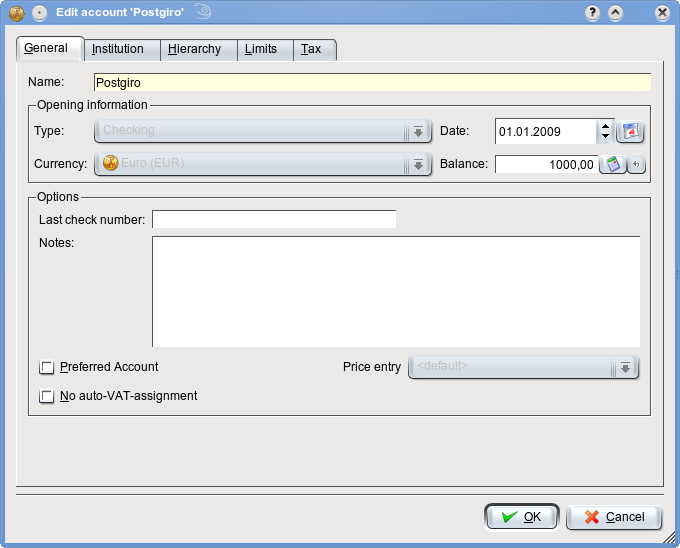 Edit account 'Postgiro'
?
General Institution Hierarchy Limits Tax
Name: Postgiro
Opening information
Type: Checking Date: 01.01.2009
Currency: Euro (EUR) Balance: 1000,00
Options
Last check number:
Notes:
Preferred Account Price entry <default>
No auto-VAT-assignment
OK Cancel